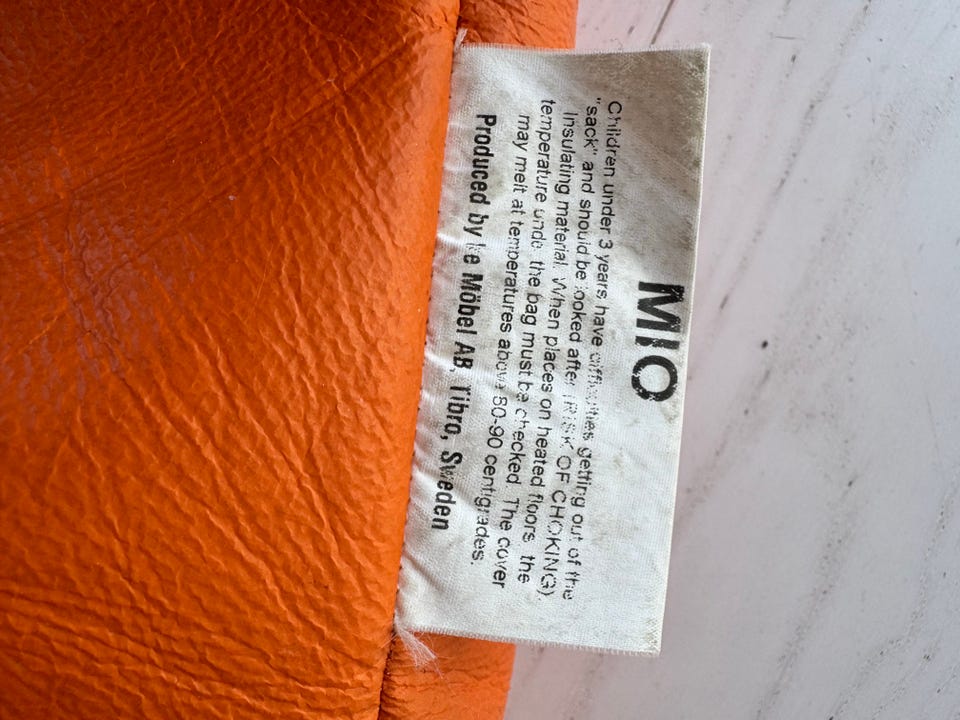 MIO
Children under 3 years have difficulties getting out of the
"sack" and should be looked after (RISK OF CHOKING).
Insulating material. When places on heated floors, the
temperature unde the bag must be checked. The cover
may melt at temperatures above 80-90 centigrades.
Produced by Möbel AB, Tibro, Sweden